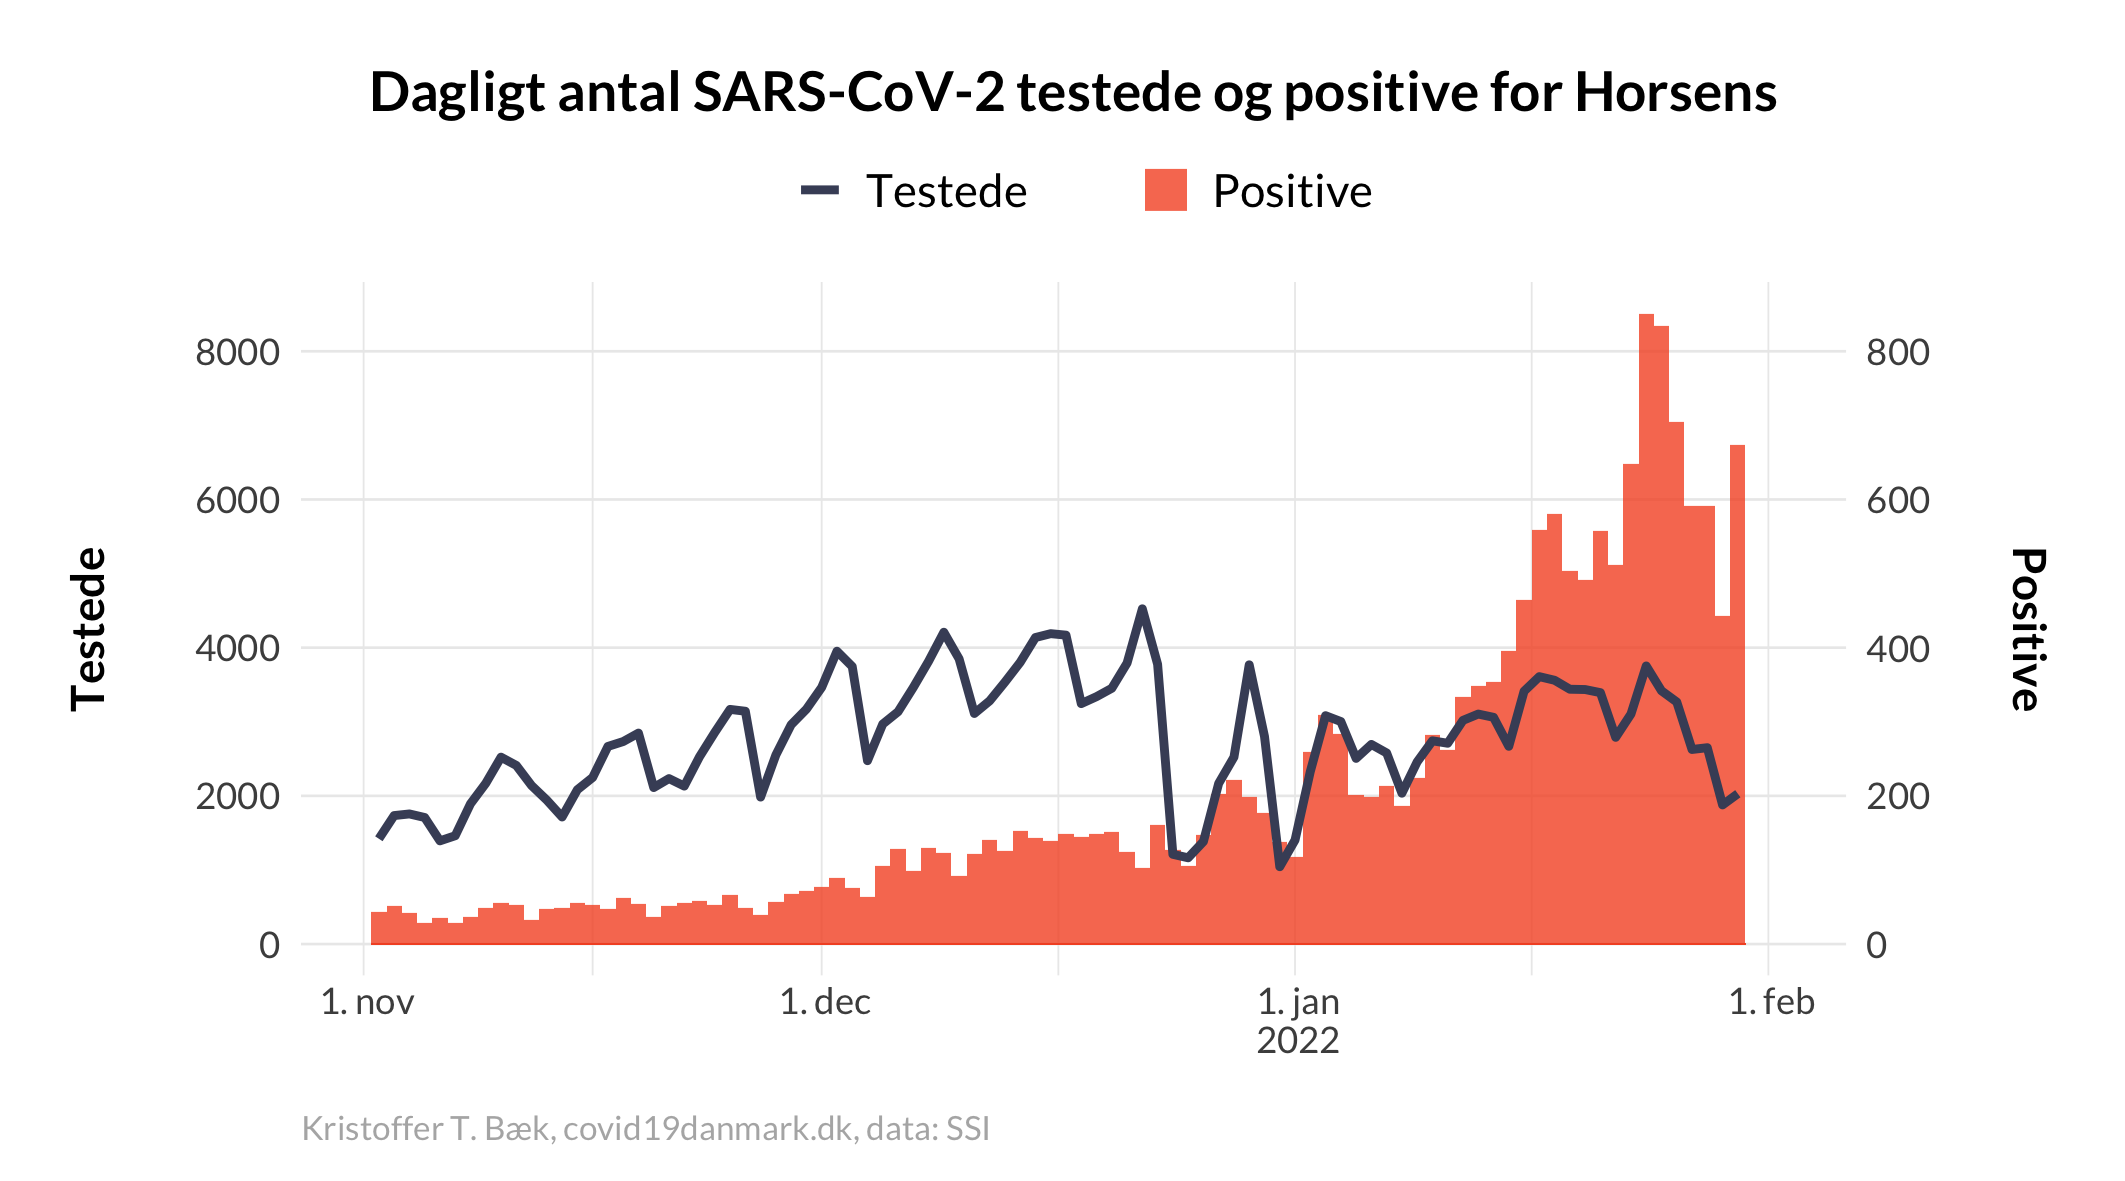 Dagligt antal SARS-CoV-2 testede og positive for Horsens
Testede
Positive
8000
6000
4000
2000
0
Testede
800
600
400
200
0
Positive
1. nov
1. dec
1. jan
2022
1. feb
Kristoffer T. Bæk, covid19danmark.dk, data: SSI